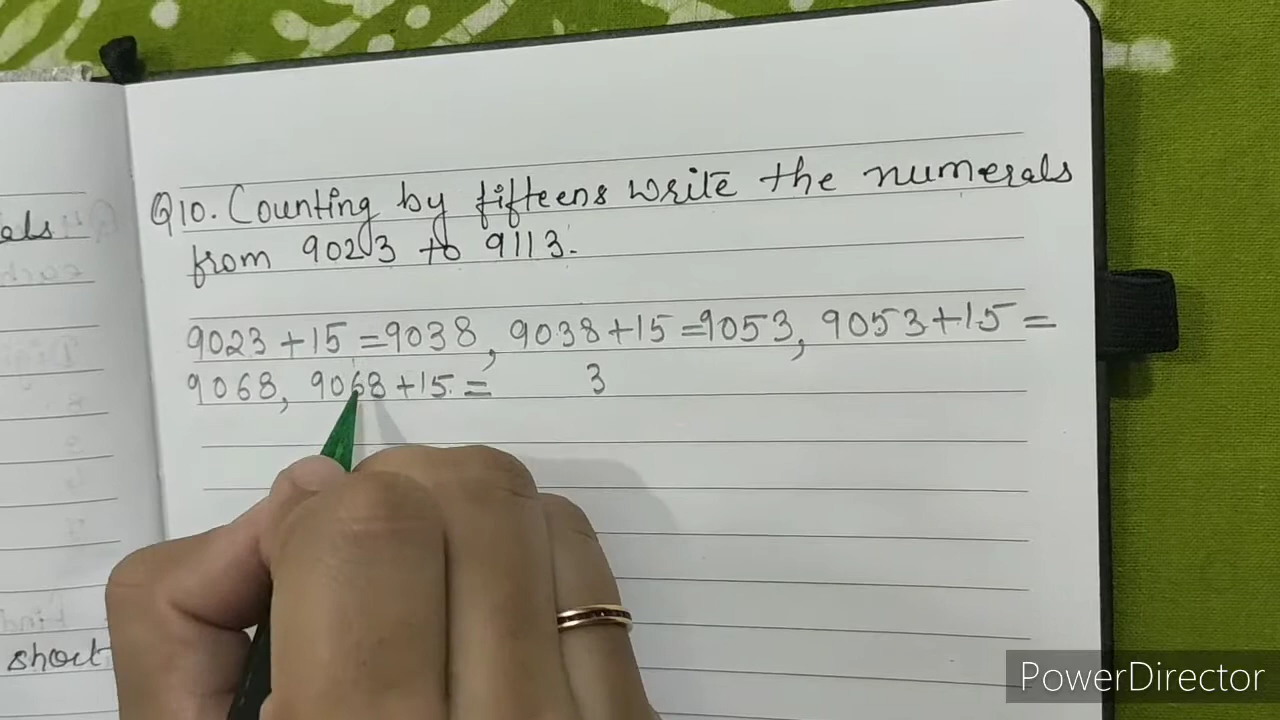 Q10. Counting by fifteens write the numerals
from 9023 to 9113.
9023 + 15 = 9038, 9038 + 15 = 9053, 9053 + 15 =
9068, 9068 + 15 = 3
als.
short
PowerDirector